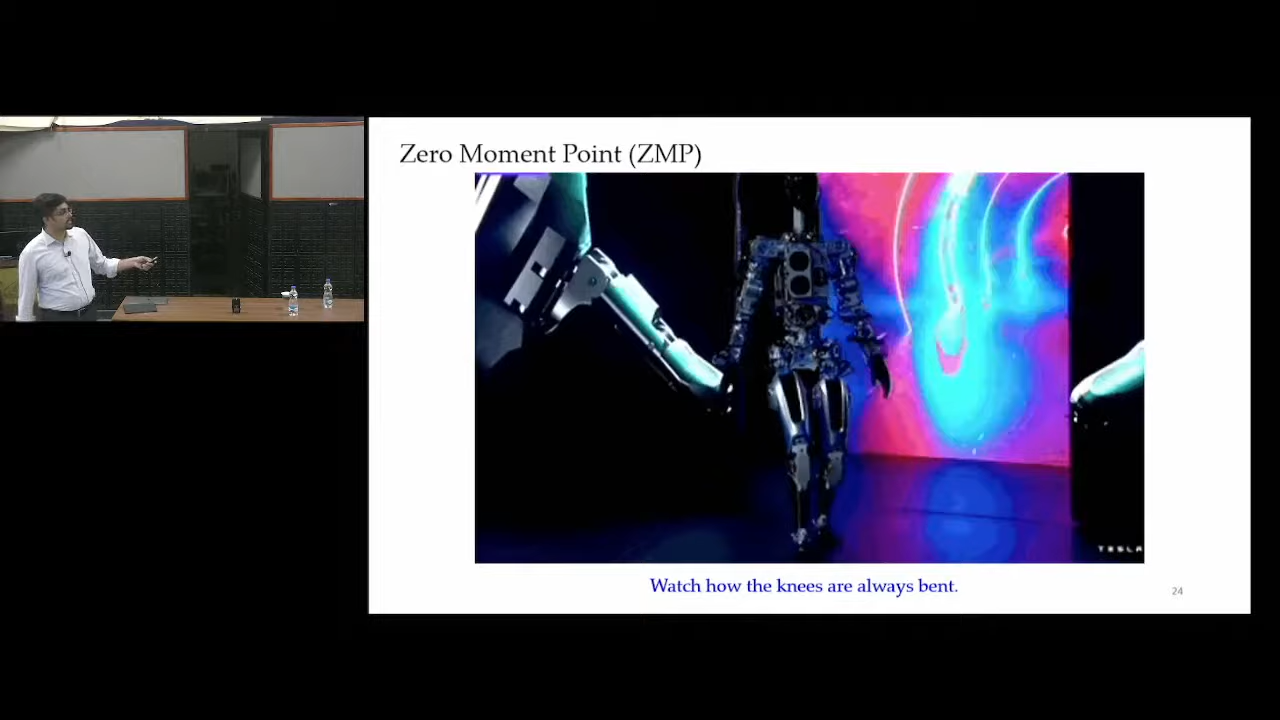 Zero Moment Point (ZMP)
TESLA
Watch how the knees are always bent.
24